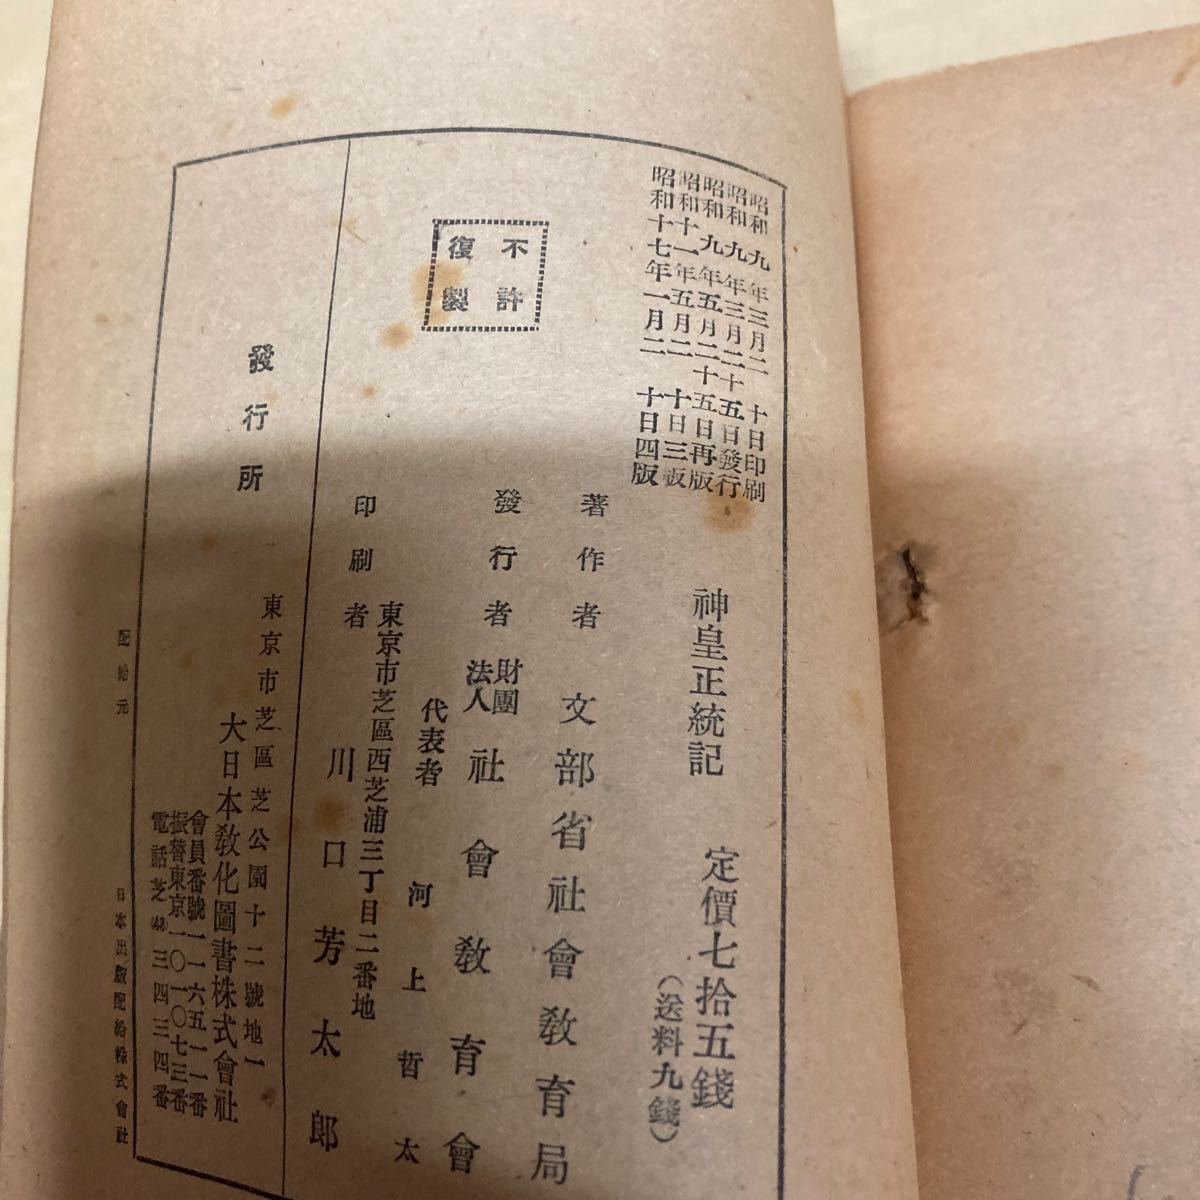 昭和九年三月二十日印刷
昭和九年三月二十五日發行
昭和九年五月二十五日再版
昭和十一年五月二十日三版
昭和十七年一月二十日四版
神皇正統記
定價七拾五錢
(送料九錢)
不許
復製
著作者 文部省社會教育局
發行者 財團法人 社會教育會
代表者 河上哲太
東京市芝區西芝浦三丁目二番地
印刷者 川口芳太郎
東京市芝區芝公園十二號地一
發行所 大日本教化圖書株式會社
會員番號一一六五一一番
振替東京一〇一〇七三番
電話芝(43)三四三四番
配給元 日本出版配給株式會社